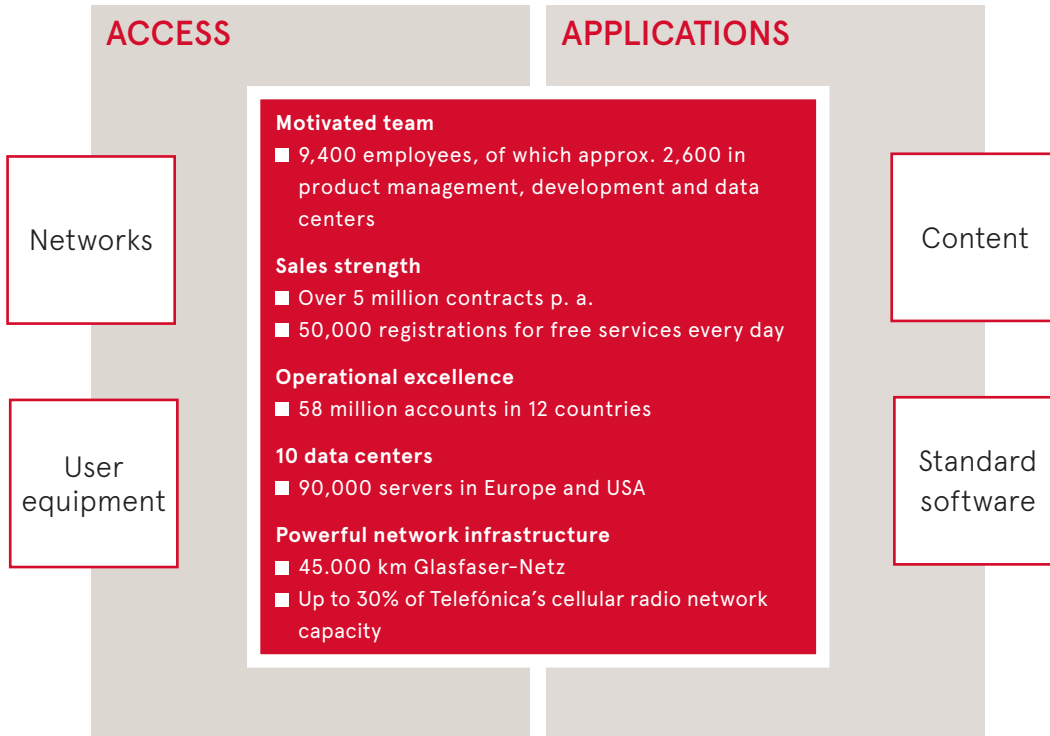 ACCESS
APPLICATIONS
Networks
User
equipment
Motivated team
9,400 employees, of which approx. 2,600 in
product management, development and data
centers
Sales strength
Over 5 million contracts p. a.
50,000 registrations for free services every day
Operational excellence
58 million accounts in 12 countries
10 data centers
90,000 servers in Europe and USA
Powerful network infrastructure
45.000 km Glasfaser-Netz
Up to 30% of Telefónica’s cellular radio network
capacity
Content
Standard
software